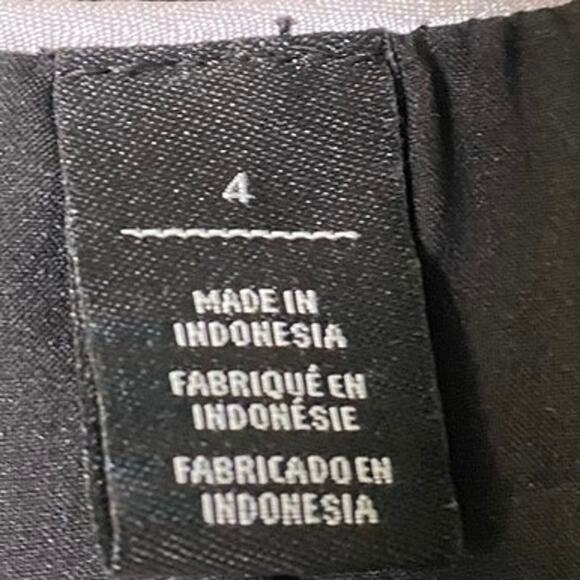 4
MADE IN
INDONESIA
FABRIQUÉ EN
INDONÉSIE
FABRICADO EN
INDONESIA